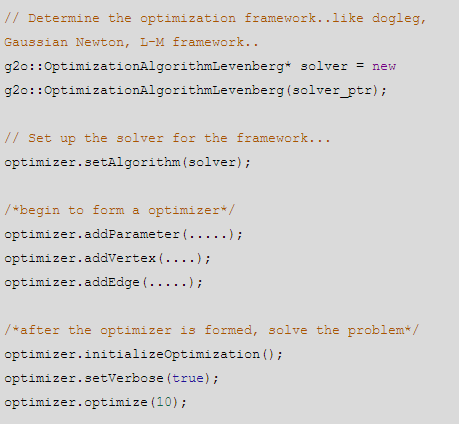 // Determine the optimization framework..like dogleg,
Gaussian Newton, L-M framework..
g2o::OptimizationAlgorithmLevenberg* solver = new
g2o::OptimizationAlgorithmLevenberg(solver_ptr);
// Set up the solver for the framework...
optimizer.setAlgorithm(solver);
/*begin to form a optimizer*/
optimizer.addParameter(.....);
optimizer.addVertex(....);
optimizer.addEdge(.....);
/*after the optimizer is formed, solve the problem*/
optimizer.initializeOptimization();
optimizer.setVerbose(true);
optimizer.optimize(10);